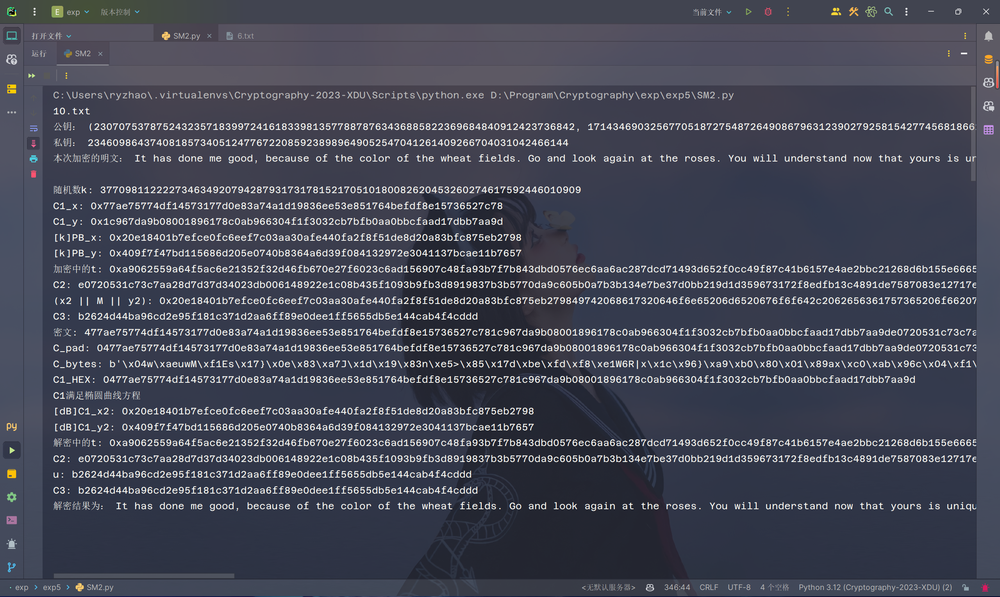 PC
E exp 版本控制 当前文件
打开文件 SM2.py 6.txt
运行 SM2
C:\Users\ryzhao\.virtualenvs\Cryptography-2023-XDU\Scripts\python.exe D:\Program\Cryptography\exp\exp5\SM2.py
10.txt
公钥： (23070753787524323571839972416183398135778878763436885822369684840912423736842, 17143469032567705187275487264908679631239027925815427745681866
私钥： 23460986437408185734051247767220859238989649052547041261409266704031042466144
本次加密的明文： It has done me good, because of the color of the wheat fields. Go and look again at the roses. You will understand now that yours is un
随机数k: 37709811222273463492079428793173178152170510180082620453260274617592446010909
C1_x: 0x77ae75774df14573177d0e83a74a1d19836ee53e851764befdf8e15736527c78
C1_y: 0x1c967da9b08001896178c0ab966304f1f3032cb7bfb0aa0bbcfaad17dbb7aa9d
[k]PB_x: 0x20e18401b7efce0fc6eef7c03aa30afe440fa2f8f51de8d20a83bfc875eb2798
[k]PB_y: 0x409f7f47bd115686d205e0740b8364a6d39f084132972e3041137bcae11b7657
加密中的t: 0xa9062559a64f5ac6e21352f32d46fb670e27f6023c6ad156907c48fa93b7f7b843dbd0576ec6aa6ac287dcd71493d652f0cc49f87c41b6157e4ae2bbc21268d6b155e6665
C2: e0720531c73c7aa28d7d37d34023db006148922e1c08b435f1093b9fb3d8919837b3b5770da9c605b0a7b3b134e7be37d0bb219d1d359673172f8edfb13c4891de7587083e12717e
(x2 || M || y2): 0x20e18401b7efce0fc6eef7c03aa30afe440fa2f8f51de8d20a83bfc875eb279849742068617320646f6e65206d6520676f6f642c2062656361757365206f66207
C3: b2624d44ba96cd2e95f181c371d2aa6ff89e0dee1ff5655db5e144cab4f4cddd
密文: 477ae75774df14573177d0e83a74a1d19836ee53e851764befdf8e15736527c781c967da9b08001896178c0ab966304f1f3032cb7bfb0aa0bbcfaad17dbb7aa9de0720531c73c7a
C_pad: 0477ae75774df14573177d0e83a74a1d19836ee53e851764befdf8e15736527c781c967da9b08001896178c0ab966304f1f3032cb7bfb0aa0bbcfaad17dbb7aa9de0720531c73
C_bytes: b'\x04w\xaeuwM\xf1Es\x17}\x0e\x83\xa7J\x1d\x19\x83n\xe5>\x85\x17d\xbe\xfd\xf8\xe1W6R|x\x1c\x96}\xa9\xb0\x80\x01\x89ax\xc0\xab\x96c\x04\xf1\
C1_HEX: 0477ae75774df14573177d0e83a74a1d19836ee53e851764befdf8e15736527c781c967da9b08001896178c0ab966304f1f3032cb7bfb0aa0bbcfaad17dbb7aa9d
C1满足椭圆曲线方程
[dB]C1_x2: 0x20e18401b7efce0fc6eef7c03aa30afe440fa2f8f51de8d20a83bfc875eb2798
[dB]C1_y2: 0x409f7f47bd115686d205e0740b8364a6d39f084132972e3041137bcae11b7657
解密中的t: 0xa9062559a64f5ac6e21352f32d46fb670e27f6023c6ad156907c48fa93b7f7b843dbd0576ec6aa6ac287dcd71493d652f0cc49f87c41b6157e4ae2bbc21268d6b155e6665
C2: e0720531c73c7aa28d7d37d34023db006148922e1c08b435f1093b9fb3d8919837b3b5770da9c605b0a7b3b134e7be37d0bb219d1d359673172f8edfb13c4891de7587083e12717e
u: b2624d44ba96cd2e95f181c371d2aa6ff89e0dee1ff5655db5e144cab4f4cddd
C3: b2624d44ba96cd2e95f181c371d2aa6ff89e0dee1ff5655db5e144cab4f4cddd
解密结果为： It has done me good, because of the color of the wheat fields. Go and look again at the roses. You will understand now that yours is uniqu
py
exp exp5 SM2.py <无默认服务器> 346:44 CRLF UTF-8 4 个空格 Python 3.12 (Cryptography-2023-XDU) (2)